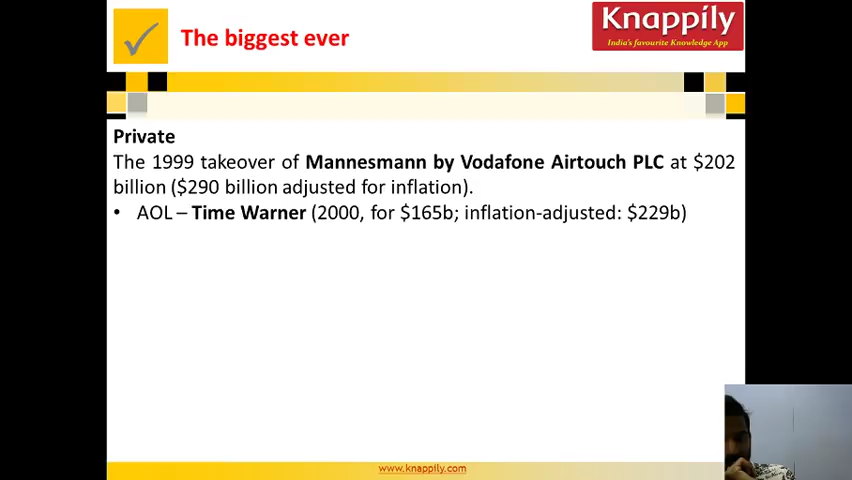 The biggest ever
Knappily
India's favourite Knowledge App
Private
The 1999 takeover of Mannesmann by Vodafone Airtouch PLC at $202
billion ($290 billion adjusted for inflation).
• AOL – Time Warner (2000, for $165b; inflation-adjusted: $229b)
www.knappily.com